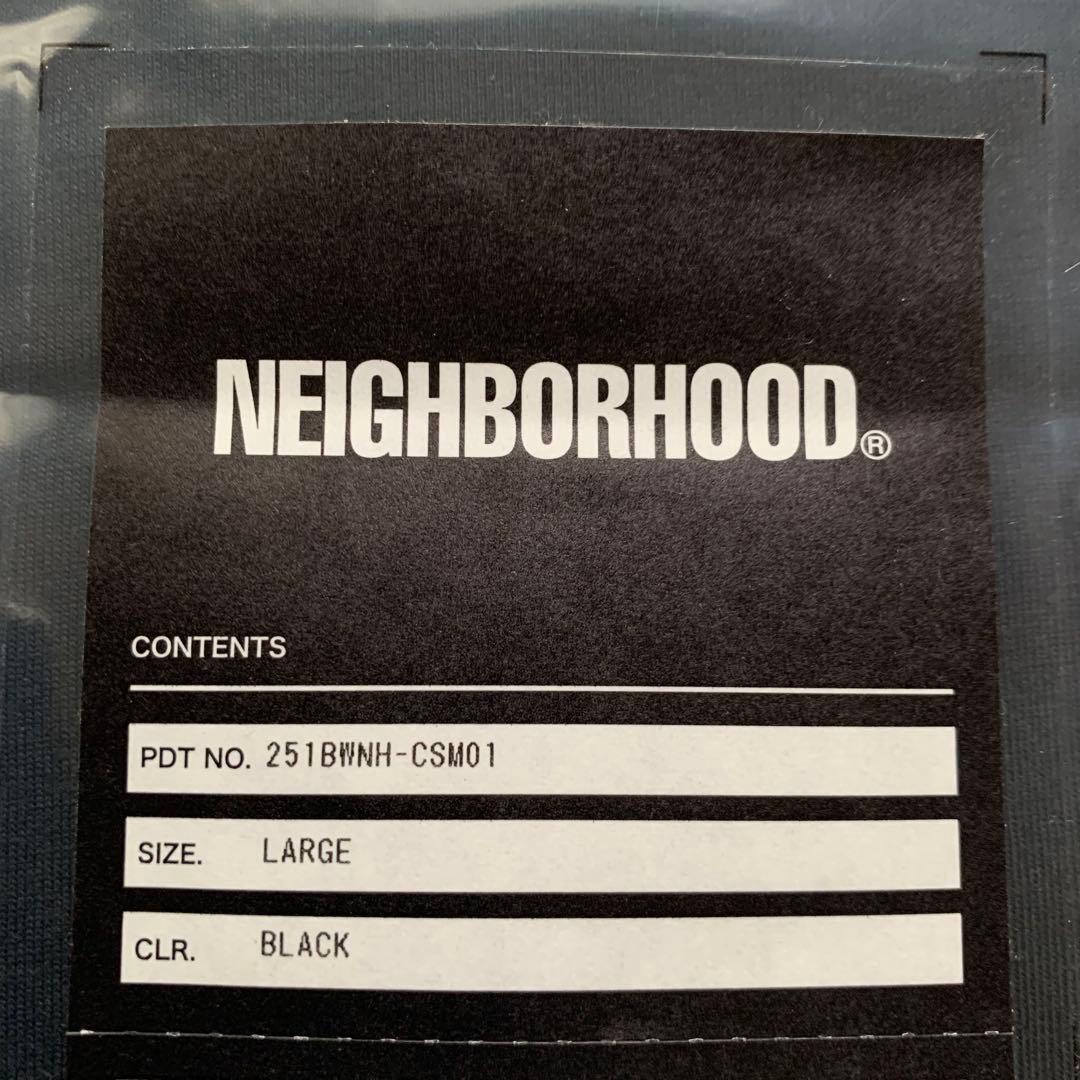 NEIGHBORHOOD®
CONTENTS
PDT NO. 251BWNH-CSM01
SIZE. LARGE
CLR. BLACK